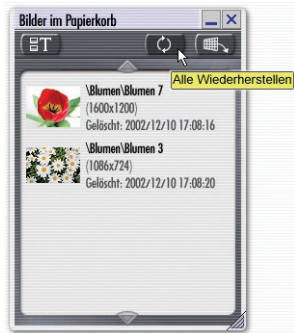 Bilder im Papierkorb
T
Alle Wiederherstellen
\Blumen\Blumen 7
(1600x1200)
Gelöscht: 2002/12/10 17:08:16
\Blumen\Blumen 3
(1086x724)
Gelöscht: 2002/12/10 17:08:20